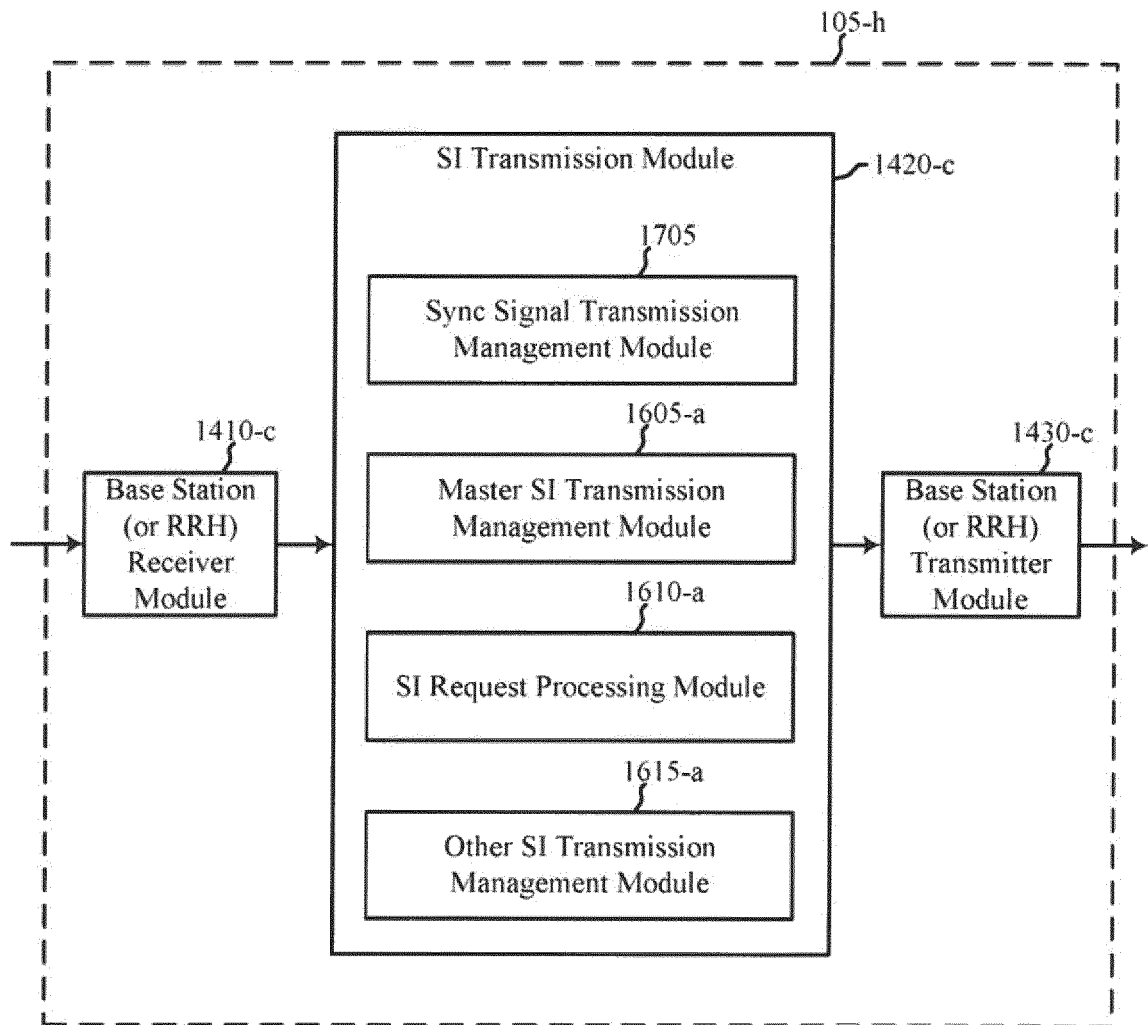 105-h
SI Transmission Module
1420-c
1705
Sync Signal Transmission
Management Module
1410-c
Base Station
(or RRH)
Receiver
Module
1605-a
Master SI Transmission
Management Module
1430-c
Base Station
(or RRH)
Transmitter
Module
1610-a
SI Request Processing Module
1615-a
Other SI Transmission
Management Module